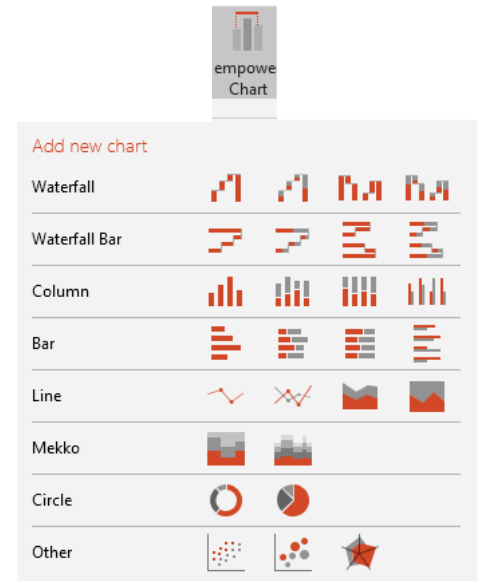 empowe
Chart
Add new chart
Waterfall
Waterfall Bar
Column
Bar
Line
Mekko
Circle
Other